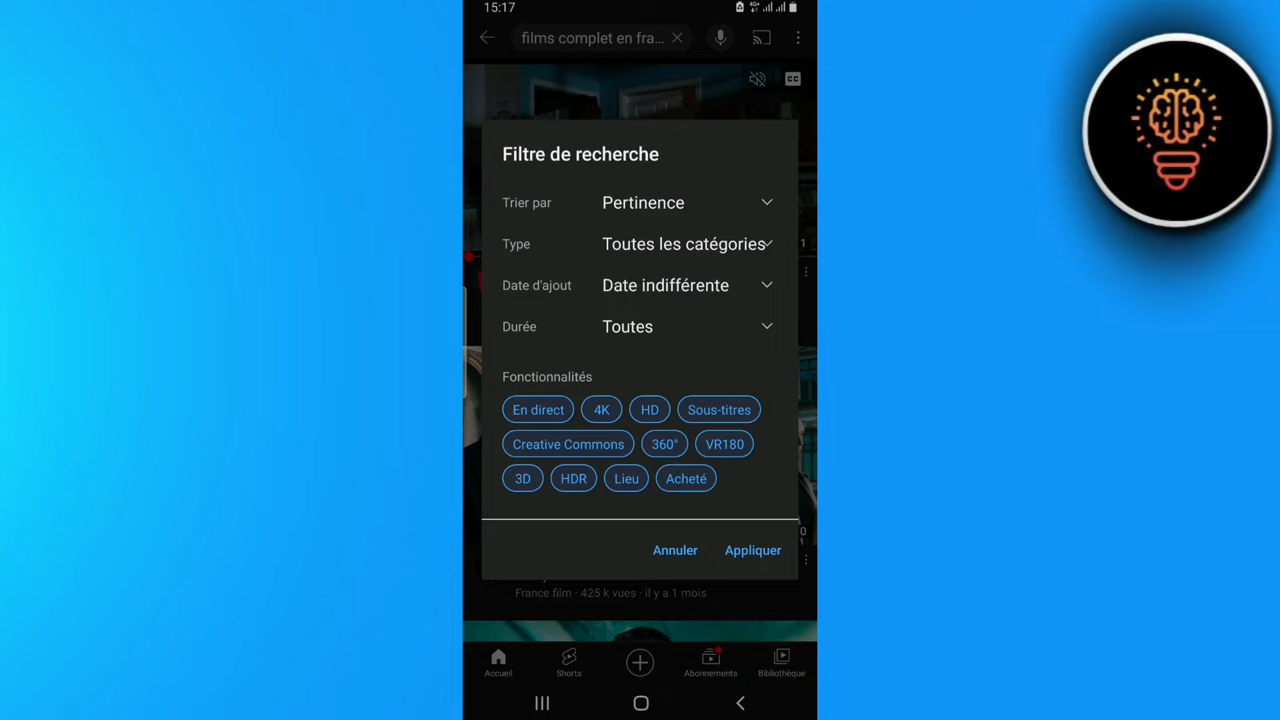 15:17
films complet en fra...
CC
Filtre de recherche
Trier par Pertinence
Type Toutes les catégories
Date d'ajout Date indifférente
Durée Toutes
Fonctionnalités
En direct 4K HD Sous-titres
Creative Commons 360° VR180
3D HDR Lieu Acheté
Annuler Appliquer
France film · 425 k vues · il y a 1 mois
Accueil Shorts Abonnements Bibliothèque